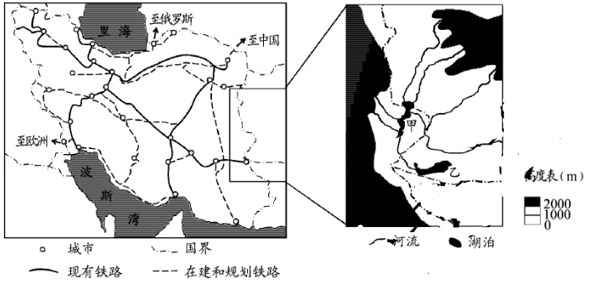 里海
至俄罗斯
至中国
至欧洲
波斯湾
城市
国界
现有铁路
在建和规划铁路
甲
乙
高度表(m)
2000
1000
0
河流
湖泊